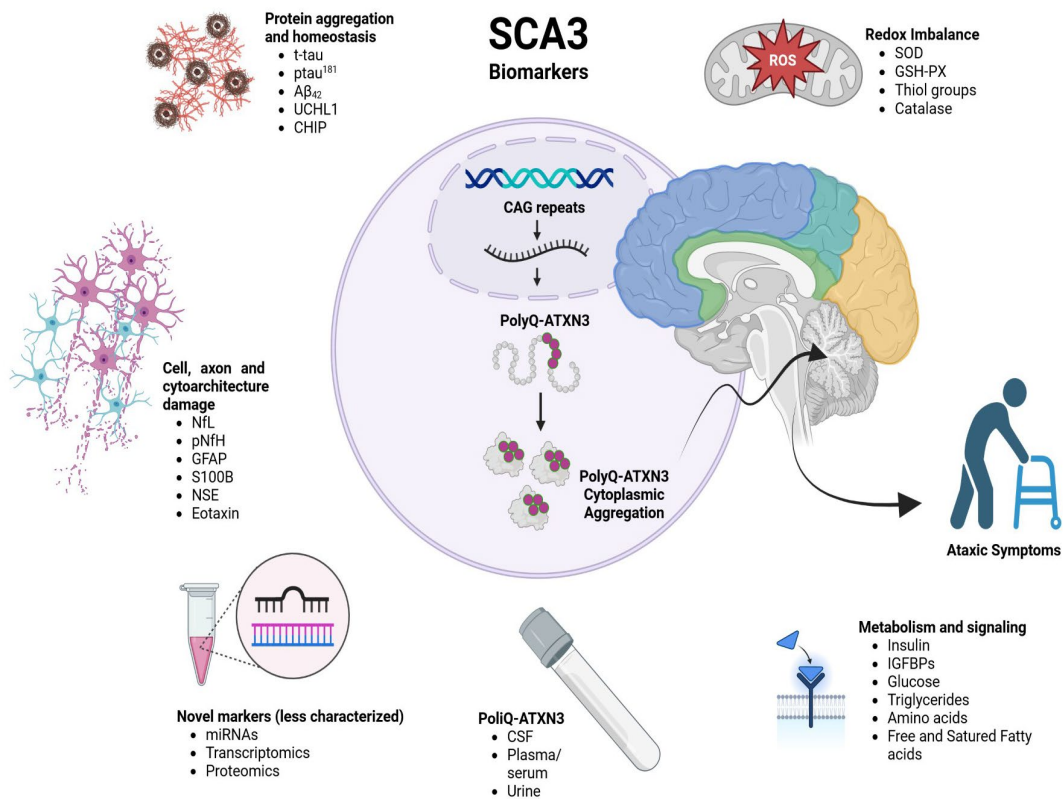 SCA3
Biomarkers
Protein aggregation
and homeostasis
• t-tau
• ptau¹⁸¹
• Aβ₄₂
• UCHL1
• CHIP
ROS
Redox Imbalance
• SOD
• GSH-PX
• Thiol groups
• Catalase
CAG repeats
PolyQ-ATXN3
PolyQ-ATXN3
Cytoplasmic
Aggregation
Cell, axon and
cytoarchitecture
damage
• NfL
• pNfH
• GFAP
• S100B
• NSE
• Eotaxin
Ataxic Symptoms
Novel markers (less characterized)
• miRNAs
• Transcriptomics
• Proteomics
PoliQ-ATXN3
• CSF
• Plasma/
serum
• Urine
Metabolism and signaling
• Insulin
• IGFBPs
• Glucose
• Triglycerides
• Amino acids
• Free and Satured Fatty
acids